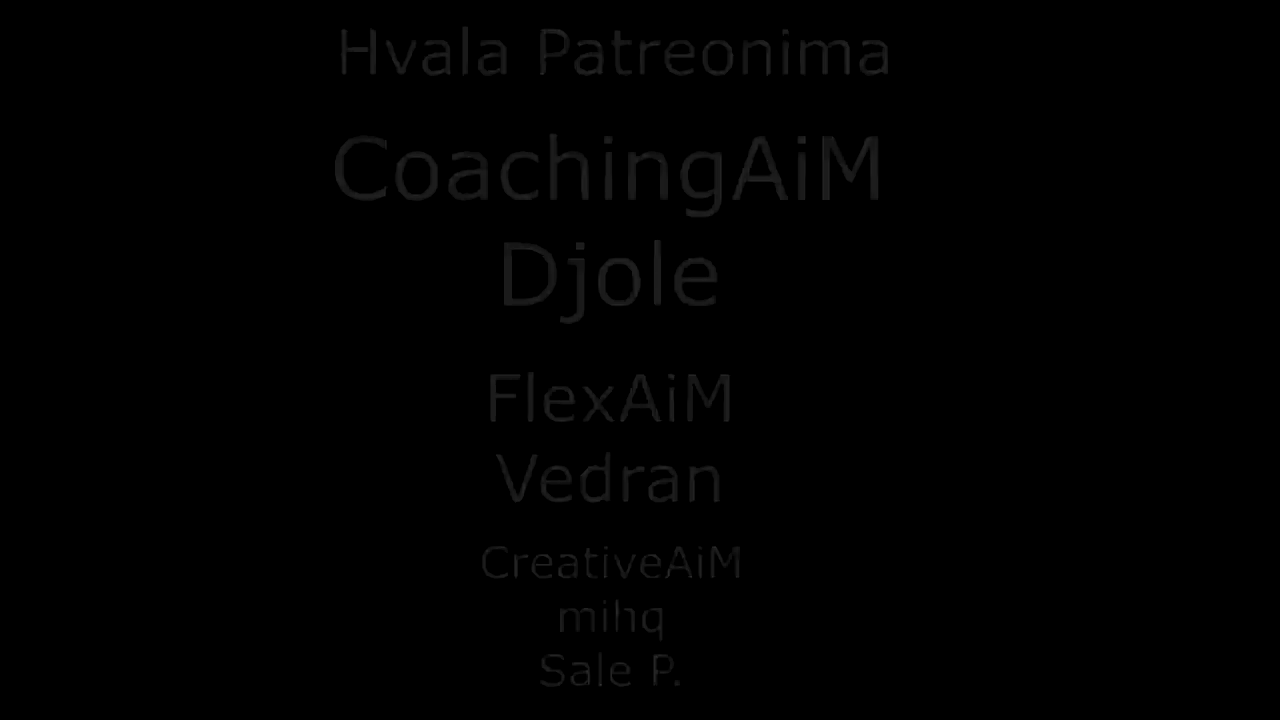 Hvala Patreonima
CoachingAiM
Djole
FlexAiM
Vedran
CreativeAiM
mihq
Sale P.